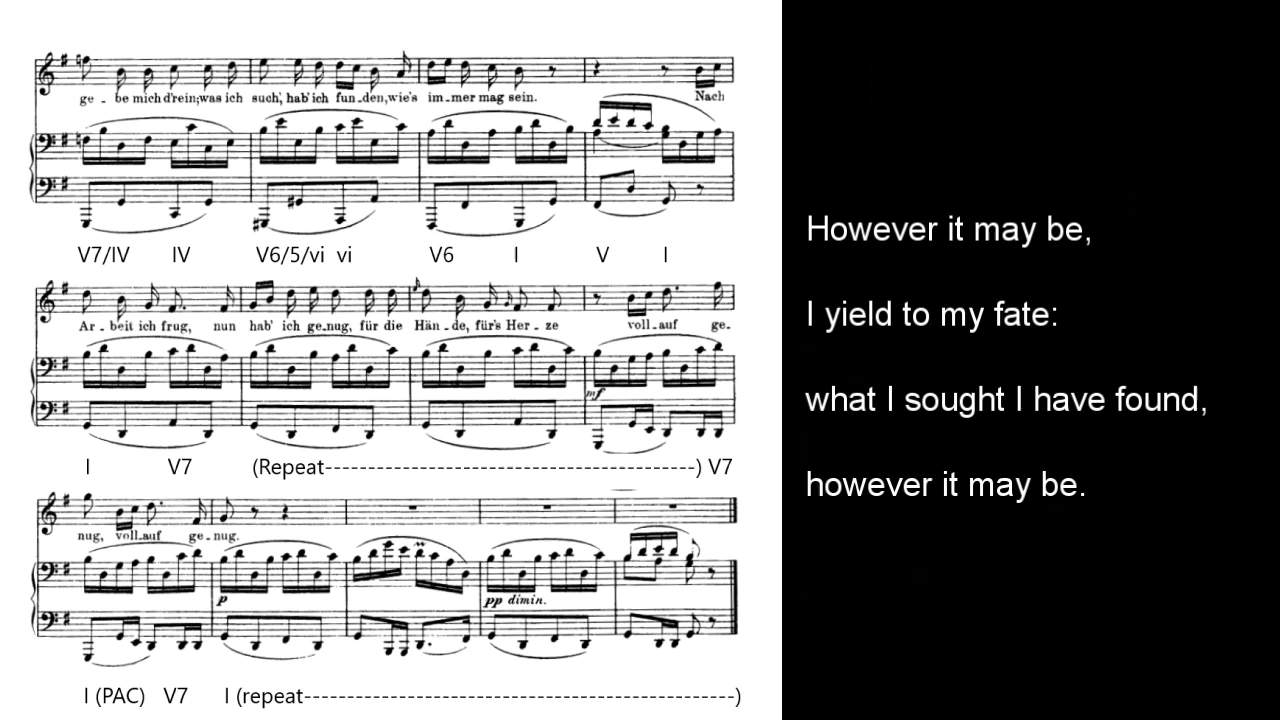 ge - be mich d'rein; was ich such', hab' ich fun - den, wie's im - mer mag sein. Nach
V7/IV IV V6/5/vi vi V6 I V I
Ar - beit ich frug, nun hab' ich ge - nug, für die Hän - de, für's Her - ze voll - auf ge -
mf
I V7 (Repeat-----------------------------------------) V7
nug, voll - auf ge - nug.
p pp dimin.
I (PAC) V7 I (repeat------------------------------------------------)
However it may be,
I yield to my fate:
what I sought I have found,
however it may be.